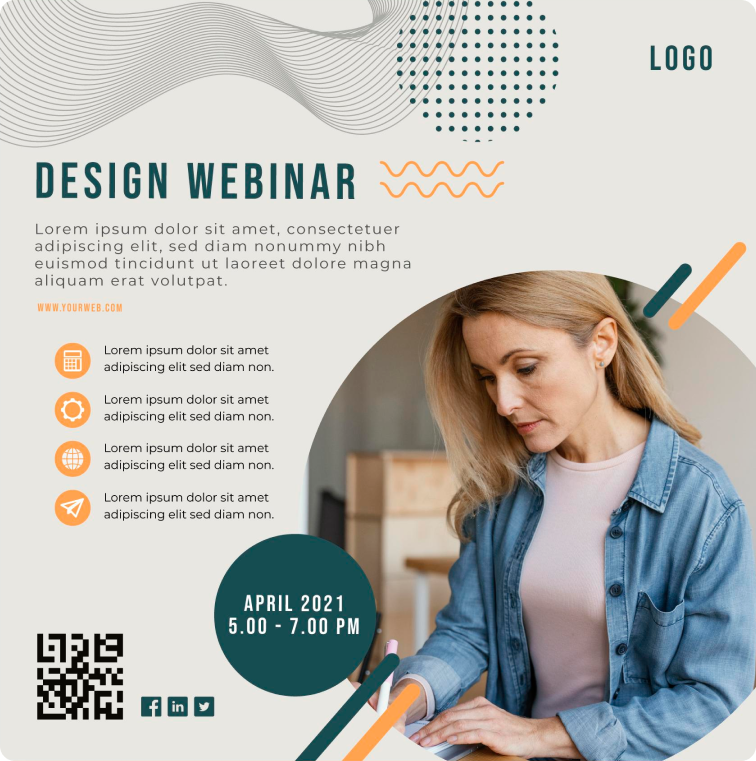 LOGO
DESIGN WEBINAR
Lorem ipsum dolor sit amet, consectetuer
adipiscing elit, sed diam nonummy nibh
euismod tincidunt ut laoreet dolore magna
aliquam erat volutpat.
WWW.YOURWEB.COM
Lorem ipsum dolor sit amet
adipiscing elit sed diam non.
Lorem ipsum dolor sit amet
adipiscing elit sed diam non.
Lorem ipsum dolor sit amet
adipiscing elit sed diam non.
Lorem ipsum dolor sit amet
adipiscing elit sed diam non.
APRIL 2021
5.00 - 7.00 PM